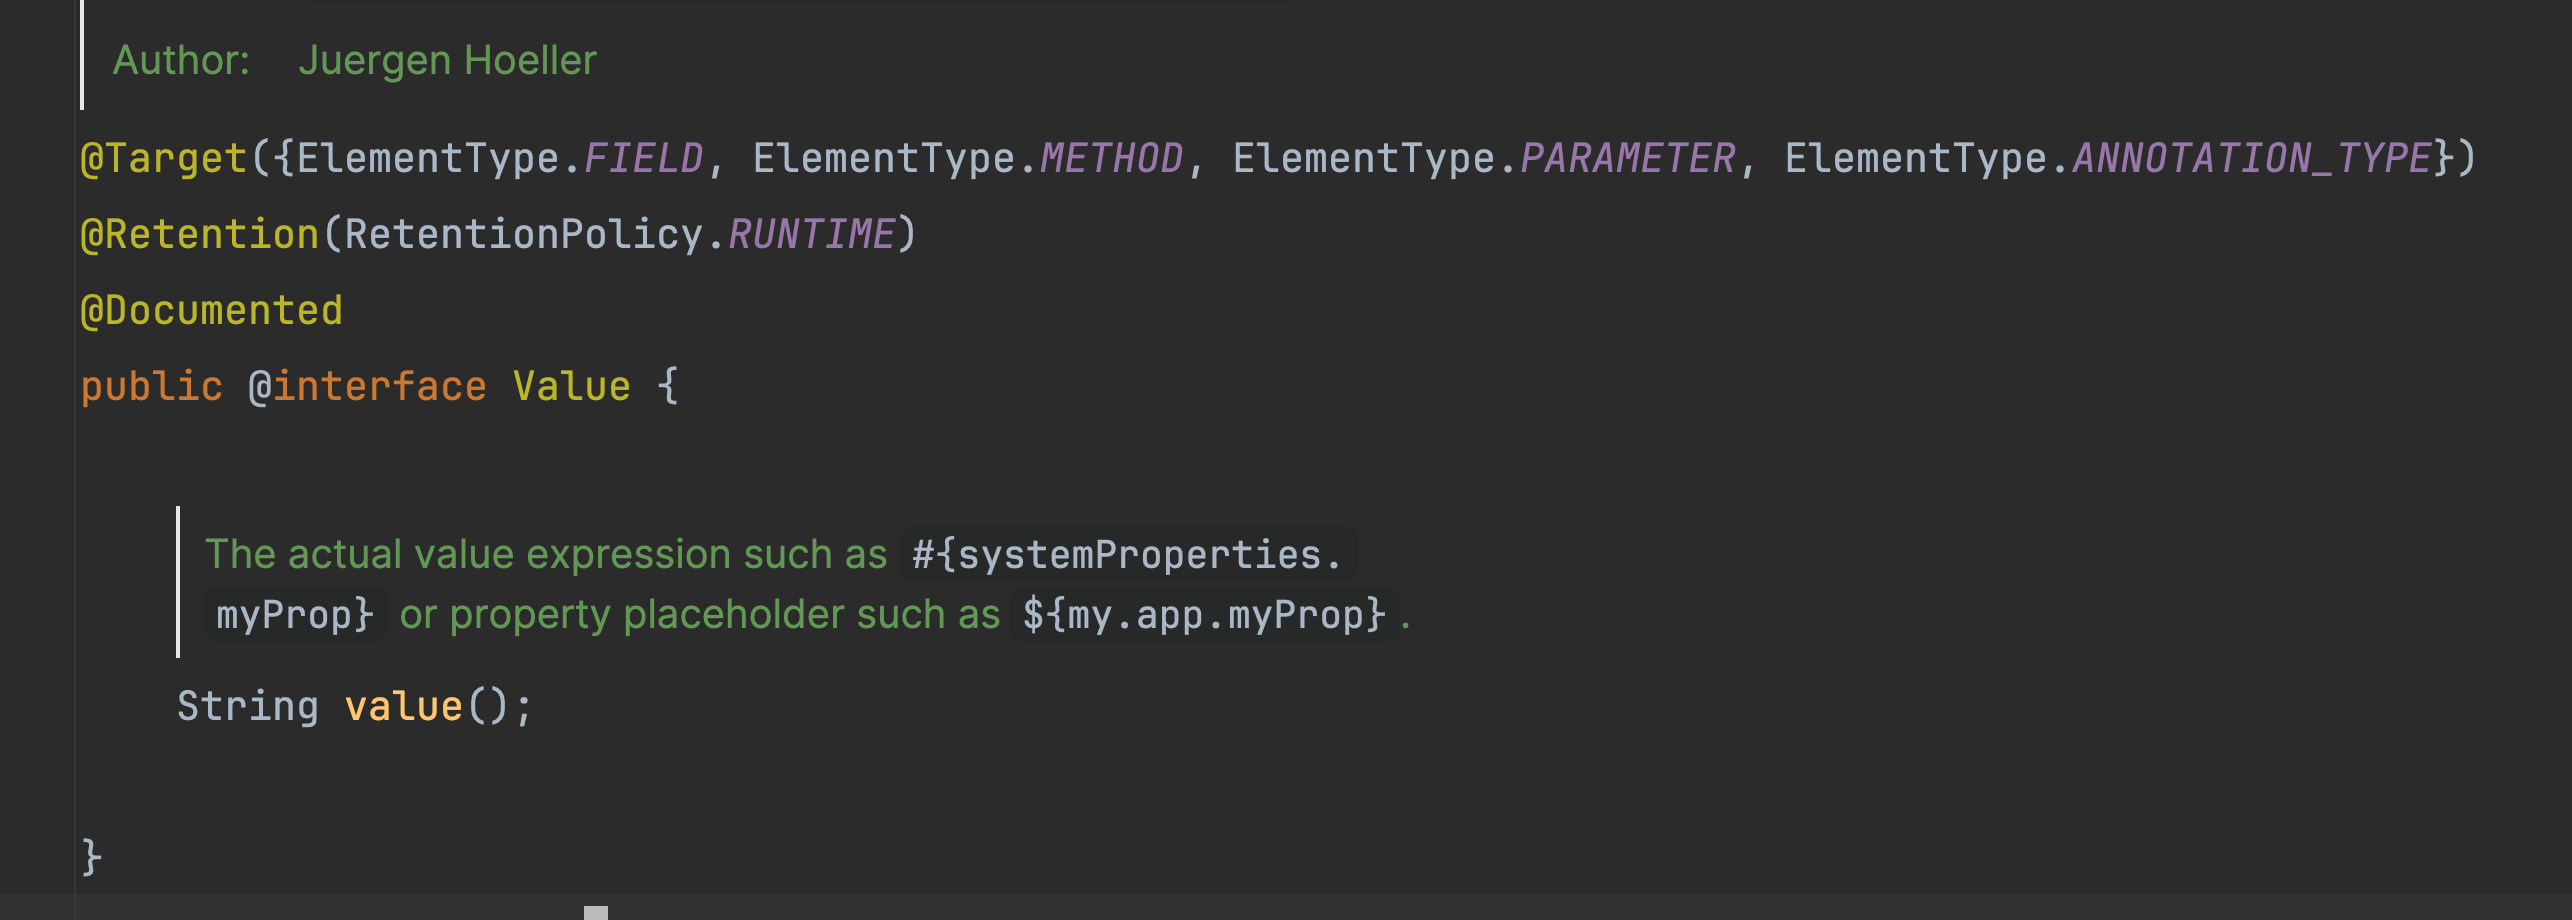 Author: Juergen Hoeller
@Target({ElementType.FIELD, ElementType.METHOD, ElementType.PARAMETER, ElementType.ANNOTATION_TYPE})
@Retention(RetentionPolicy.RUNTIME)
@Documented
public @interface Value {
The actual value expression such as #{systemProperties.
myProp} or property placeholder such as ${my.app.myProp}.
String value();
}